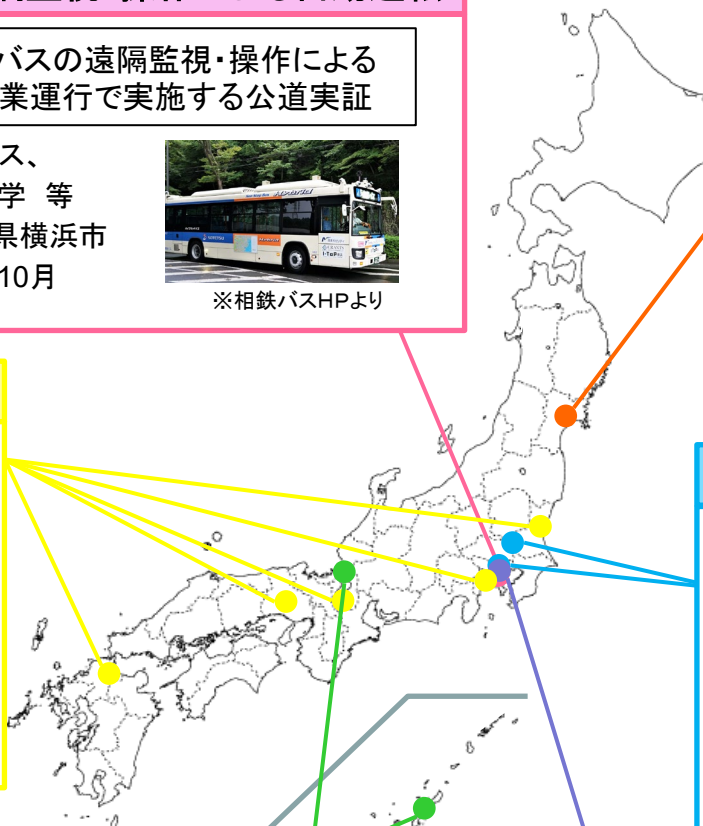 バスの遠隔監視・操作による
業運行で実施する公道実証
ス、
学 等
県横浜市
10月
※相鉄バスHPより